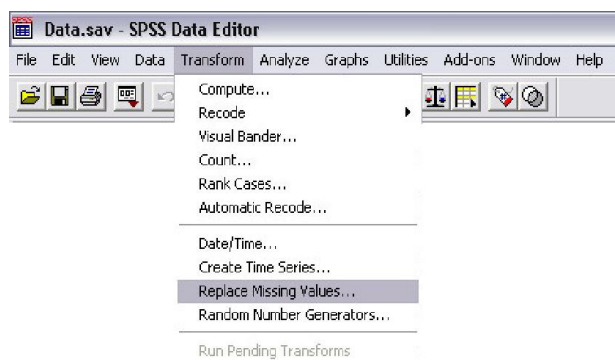 Data.sav - SPSS Data Editor
File Edit View Data Transform Analyze Graphs Utilities Add-ons Window Help
Compute...
Recode
Visual Bander...
Count...
Rank Cases...
Automatic Recode...
Date/Time...
Create Time Series...
Replace Missing Values...
Random Number Generators...
Run Pending Transforms